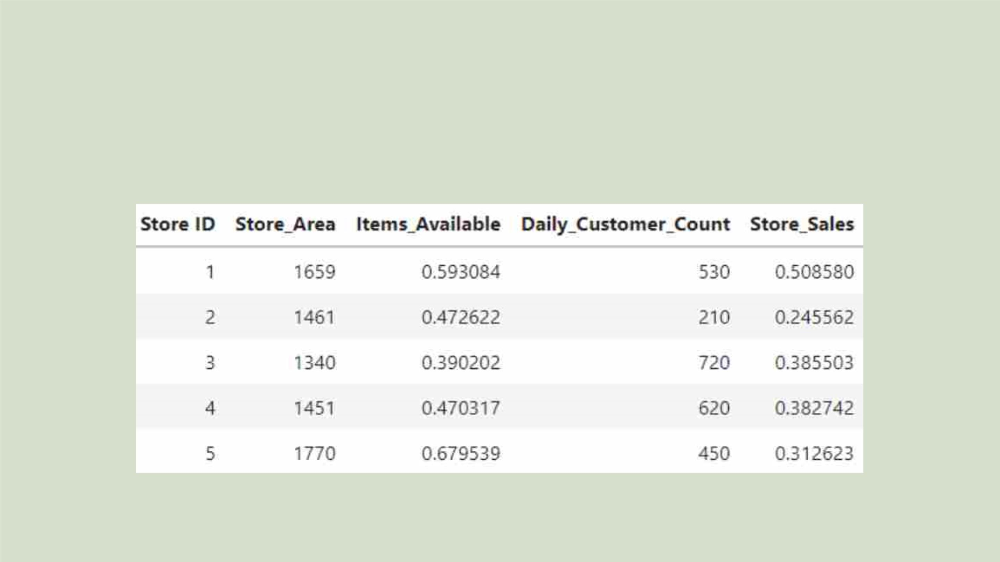 Store ID Store_Area Items_Available Daily_Customer_Count Store_Sales
1 1659 0.593084 530 0.508580
2 1461 0.472622 210 0.245562
3 1340 0.390202 720 0.385503
4 1451 0.470317 620 0.382742
5 1770 0.679539 450 0.312623